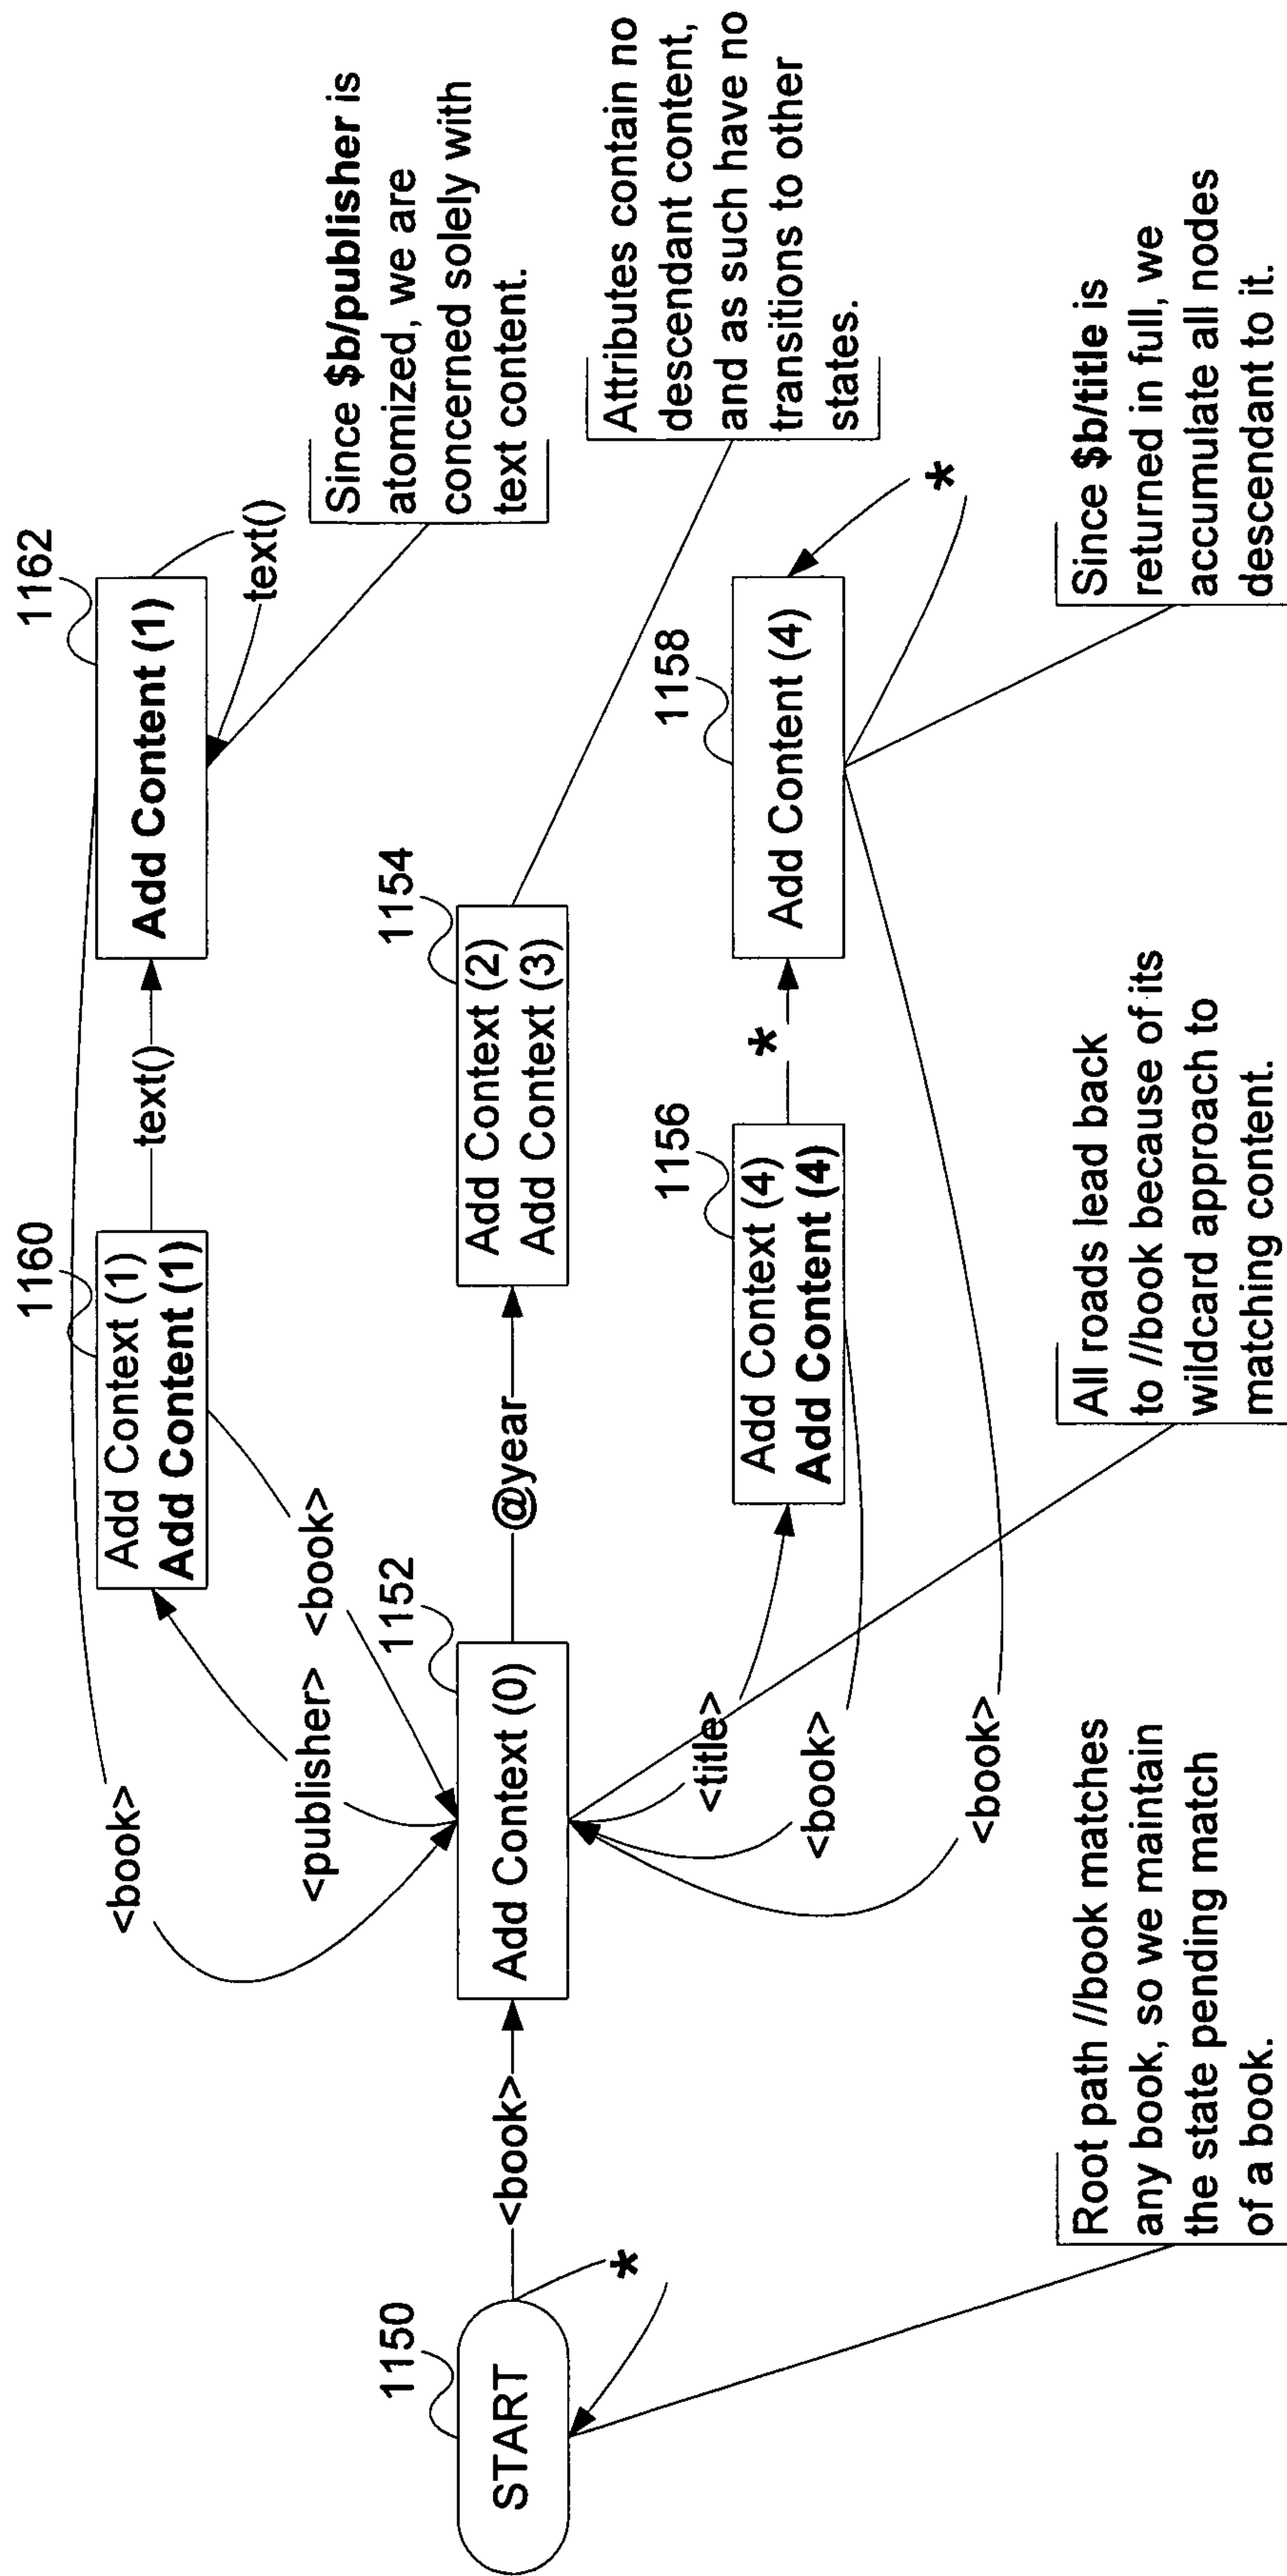 1162
Add Content (1)
text()
Since $b/publisher is
atomized, we are
concerned solely with
text content.
1160
Add Context (1)
Add Content (1)
text()
<book>
<publisher>
<book>
1154
Add Context (2)
Add Context (3)
Attributes contain no
descendant content,
and as such have no
transitions to other
states.
1150
START
*
<book>
1152
Add Context (0)
@year
<title>
<book>
<book>
1156
Add Context (4)
Add Content (4)
*
1158
Add Content (4)
*
Root path //book matches
any book, so we maintain
the state pending match
of a book.
All roads lead back
to //book because of its
wildcard approach to
matching content.
Since $b/title is
returned in full, we
accumulate all nodes
descendant to it.